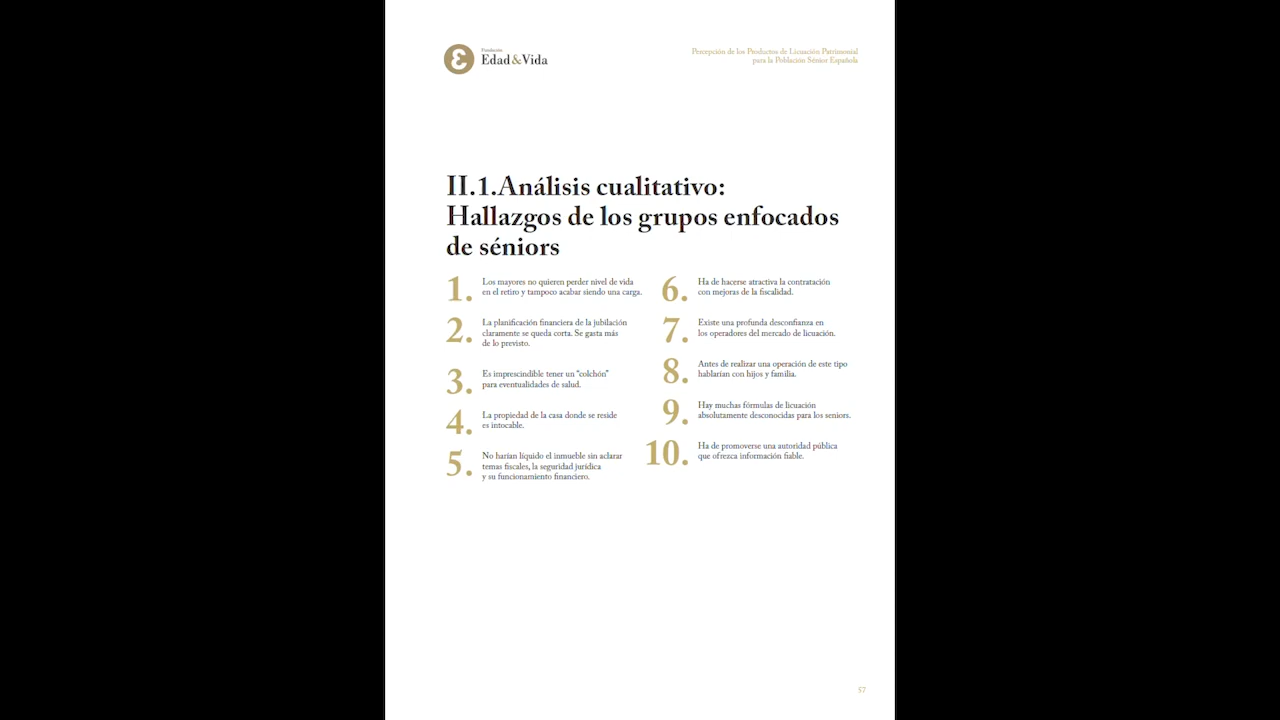 Fundación
Edad&Vida
Percepción de los Productos de Licuación Patrimonial
para la Población Sénior Española
II.1.Análisis cualitativo:
Hallazgos de los grupos enfocados
de séniors
1.
Los mayores no quieren perder nivel de vida
en el retiro y tampoco acabar siendo una carga.
2.
La planificación financiera de la jubilación
claramente se queda corta. Se gasta más
de lo previsto.
3.
Es imprescindible tener un “colchón”
para eventualidades de salud.
4.
La propiedad de la casa donde se reside
es intocable.
5.
No harían líquido el inmueble sin aclarar
temas fiscales, la seguridad jurídica
y su funcionamiento financiero.
6.
Ha de hacerse atractiva la contratación
con mejoras de la fiscalidad.
7.
Existe una profunda desconfianza en
los operadores del mercado de licuación.
8.
Antes de realizar una operación de este tipo
hablarían con hijos y familia.
9.
Hay muchas fórmulas de licuación
absolutamente desconocidas para los seniors.
10.
Ha de promoverse una autoridad pública
que ofrezca información fiable.
57